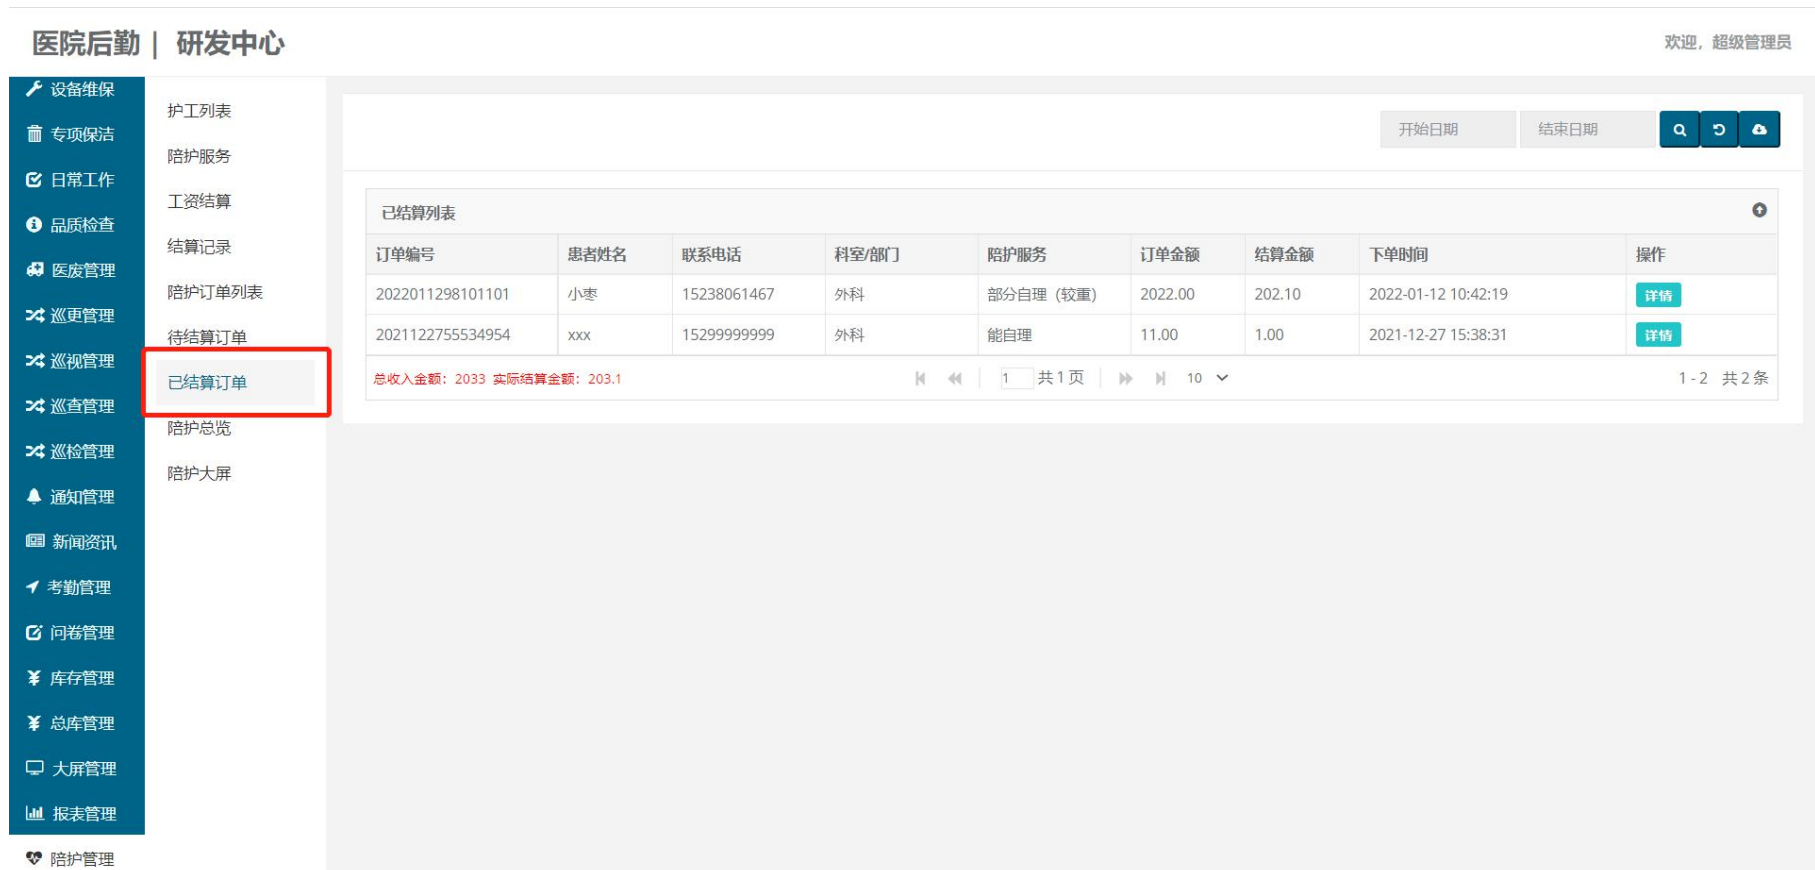 医院后勤 | 研发中心
欢迎，超级管理员
设备维保
专项保洁
日常工作
品质检查
医废管理
巡更管理
巡视管理
巡查管理
巡检管理
通知管理
新闻资讯
考勤管理
问卷管理
库存管理
总库管理
大屏管理
报表管理
陪护管理
护工列表
陪护服务
工资结算
结算记录
陪护订单列表
待结算订单
已结算订单
陪护总览
陪护大屏
开始日期 结束日期
已结算列表
订单编号 患者姓名 联系电话 科室/部门 陪护服务 订单金额 结算金额 下单时间 操作
2022011298101101 小枣 15238061467 外科 部分自理（较重） 2022.00 202.10 2022-01-12 10:42:19 详情
2021122755534954 xxx 15299999999 外科 能自理 11.00 1.00 2021-12-27 15:38:31 详情
总收入金额：2033 实际结算金额：203.1 1 共1页 10 1-2 共2条